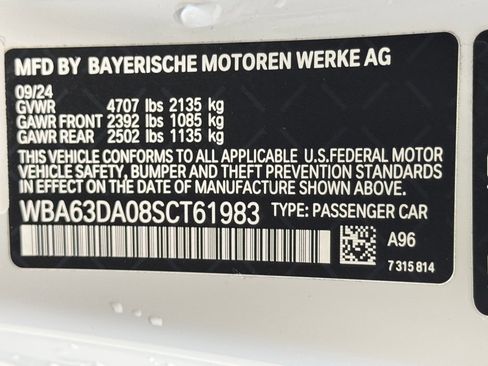 MFD BY BAYERISCHE MOTOREN WERKE AG
09/24
GVWR 4707 lbs 2135 kg
GAWR FRONT 2392 lbs 1085 kg
GAWR REAR 2502 lbs 1135 kg
THIS VEHICLE CONFORMS TO ALL APPLICABLE U.S.FEDERAL MOTOR
VEHICLE SAFETY, BUMPER AND THEFT PREVENTION STANDARDS
IN EFFECT ON THE DATE OF MANUFACTURE SHOWN ABOVE.
WBA63DA08SCT61983 TYPE: PASSENGER CAR
A96
7 315 814